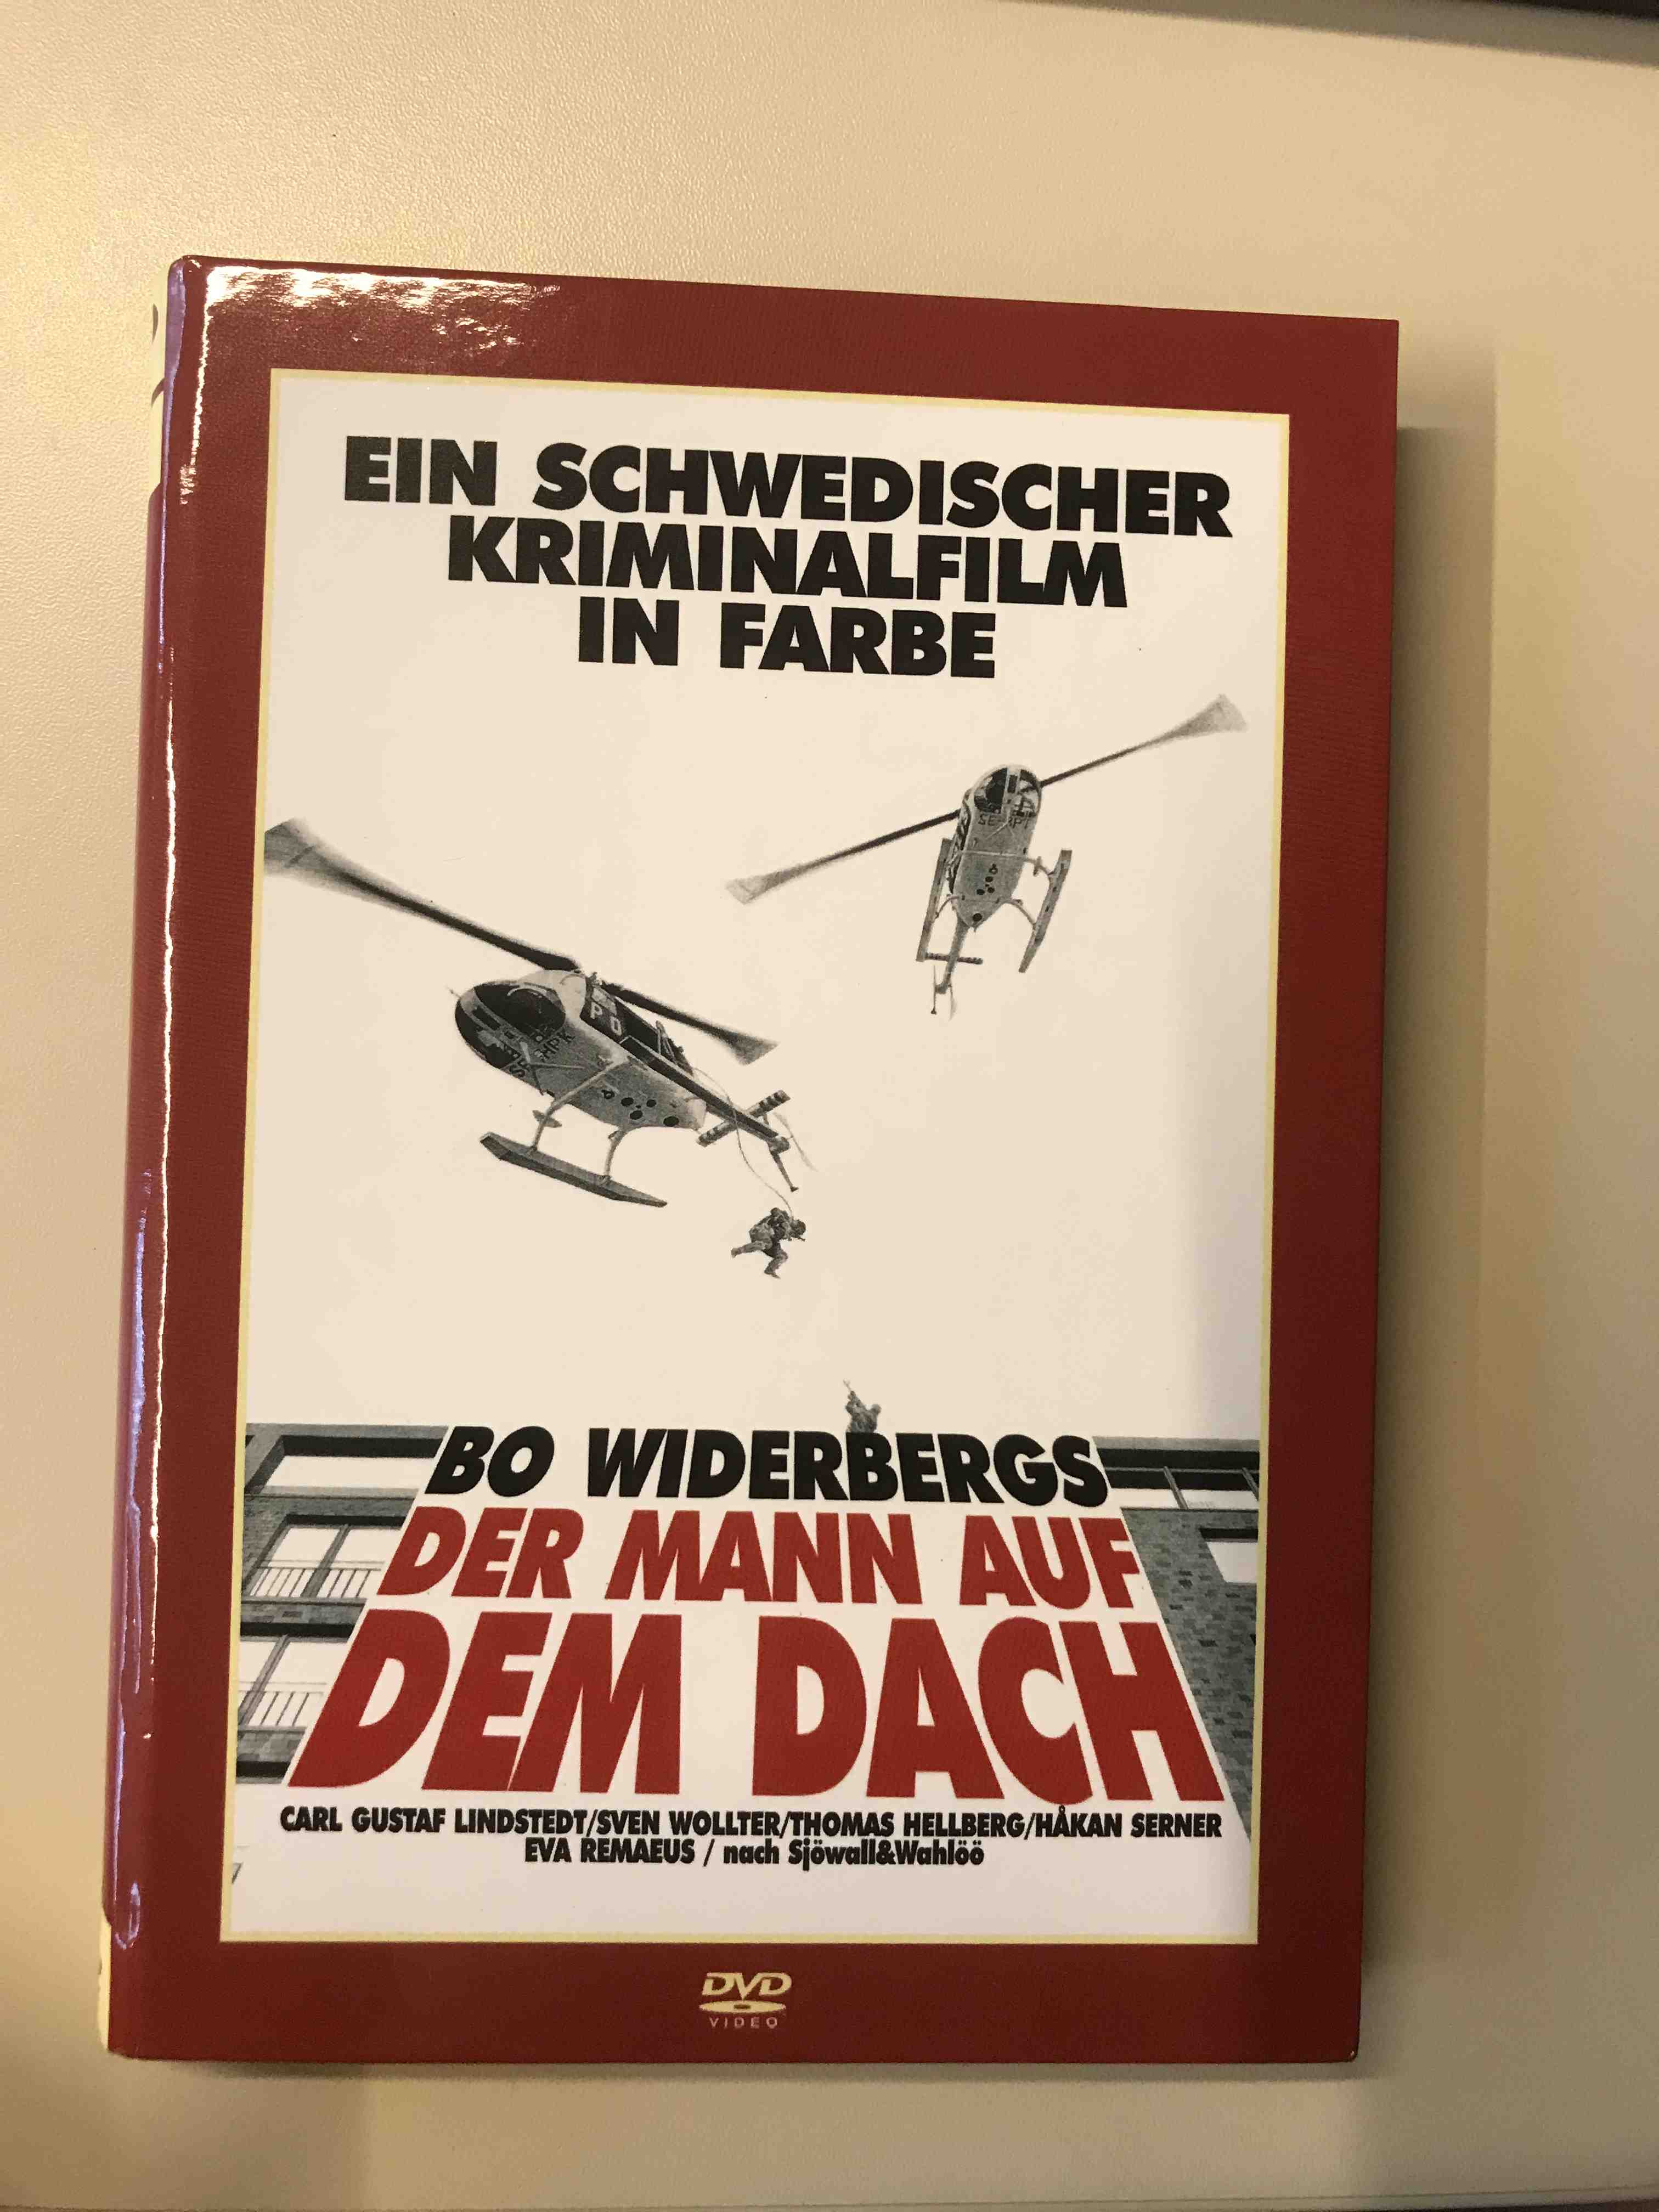 EIN SCHWEDISCHER
KRIMINALFILM
IN FARBE
BO WIDERBERGS
DER MANN AUF
DEM DACH
CARL GUSTAF LINDSTEDT/SVEN WOLLTER/THOMAS HELLBERG/HÅKAN SERNER
EVA REMAEUS / nach Sjöwall&Wahlöö
DVD
VIDEO